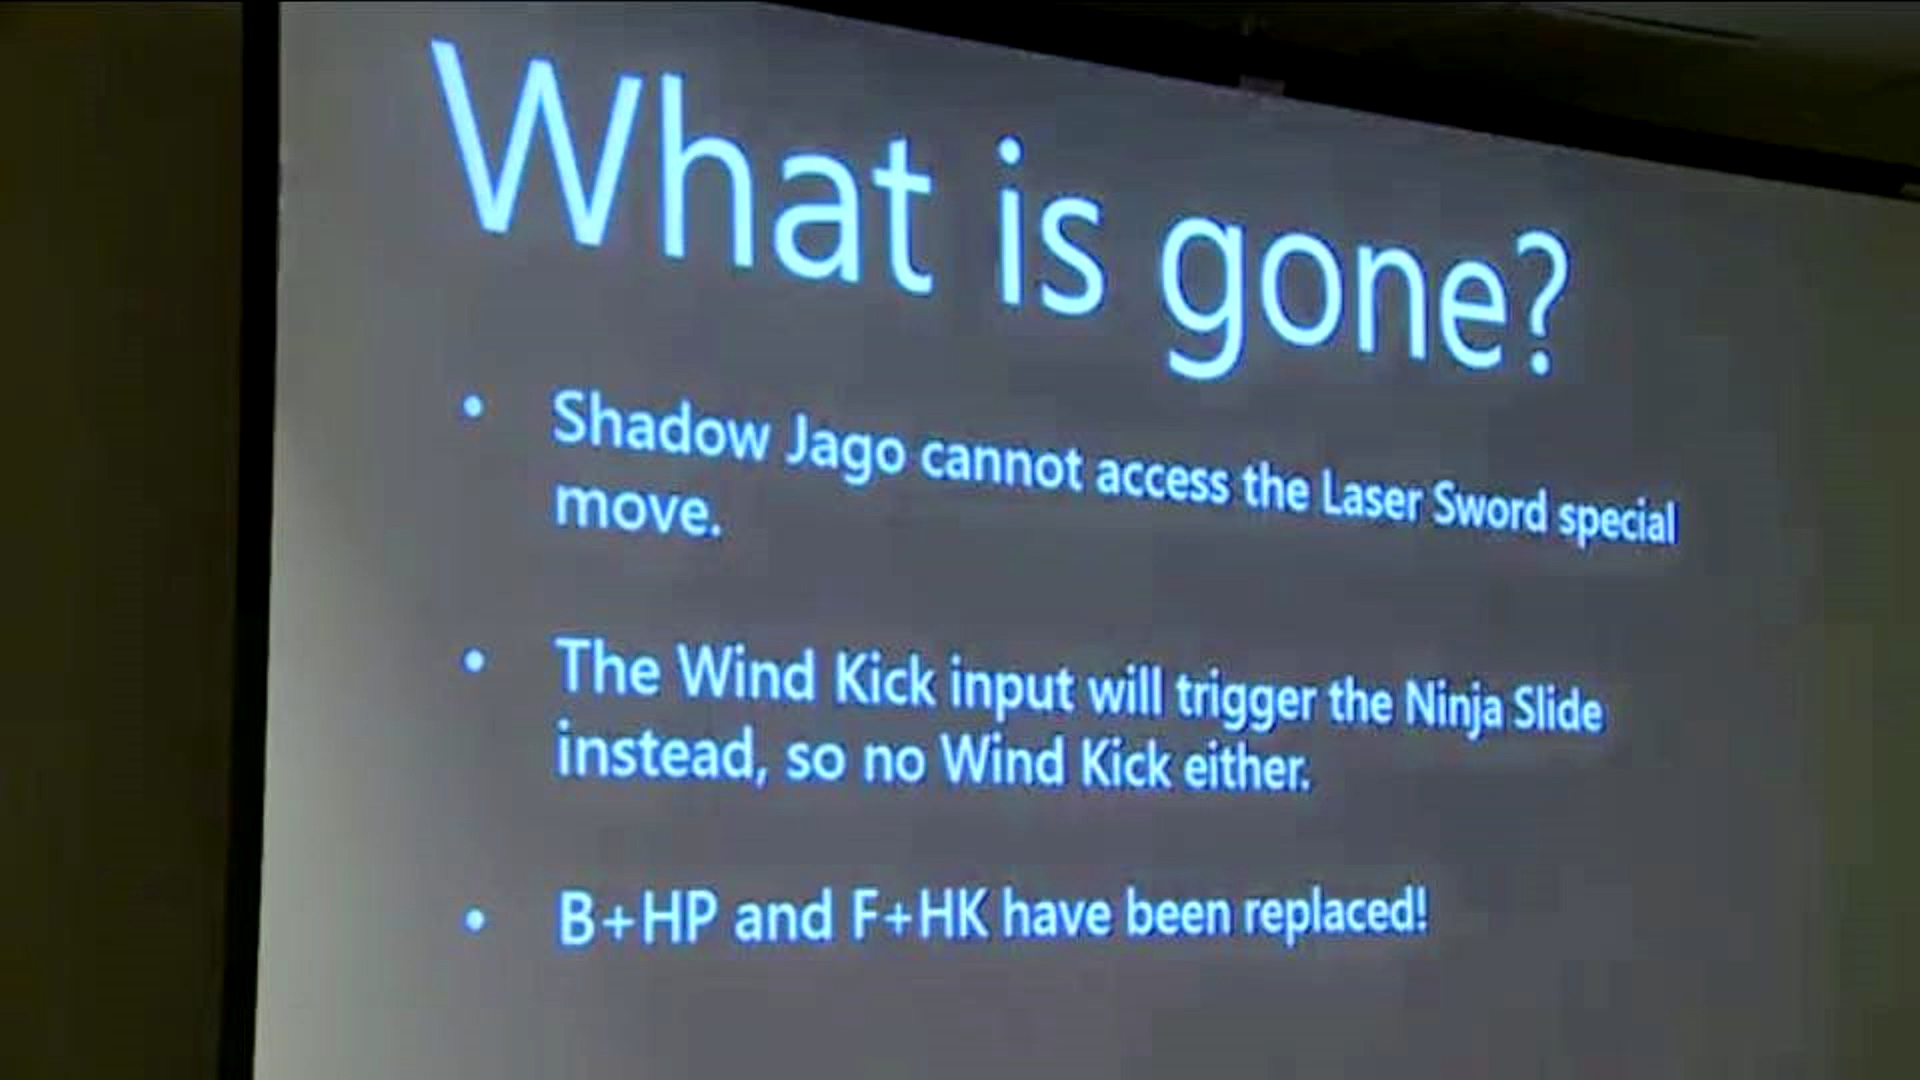 What is gone?
• Shadow Jago cannot access the Laser Sword special
move.
• The Wind Kick input will trigger the Ninja Slide
instead, so no Wind Kick either.
• B+HP and F+HK have been replaced!